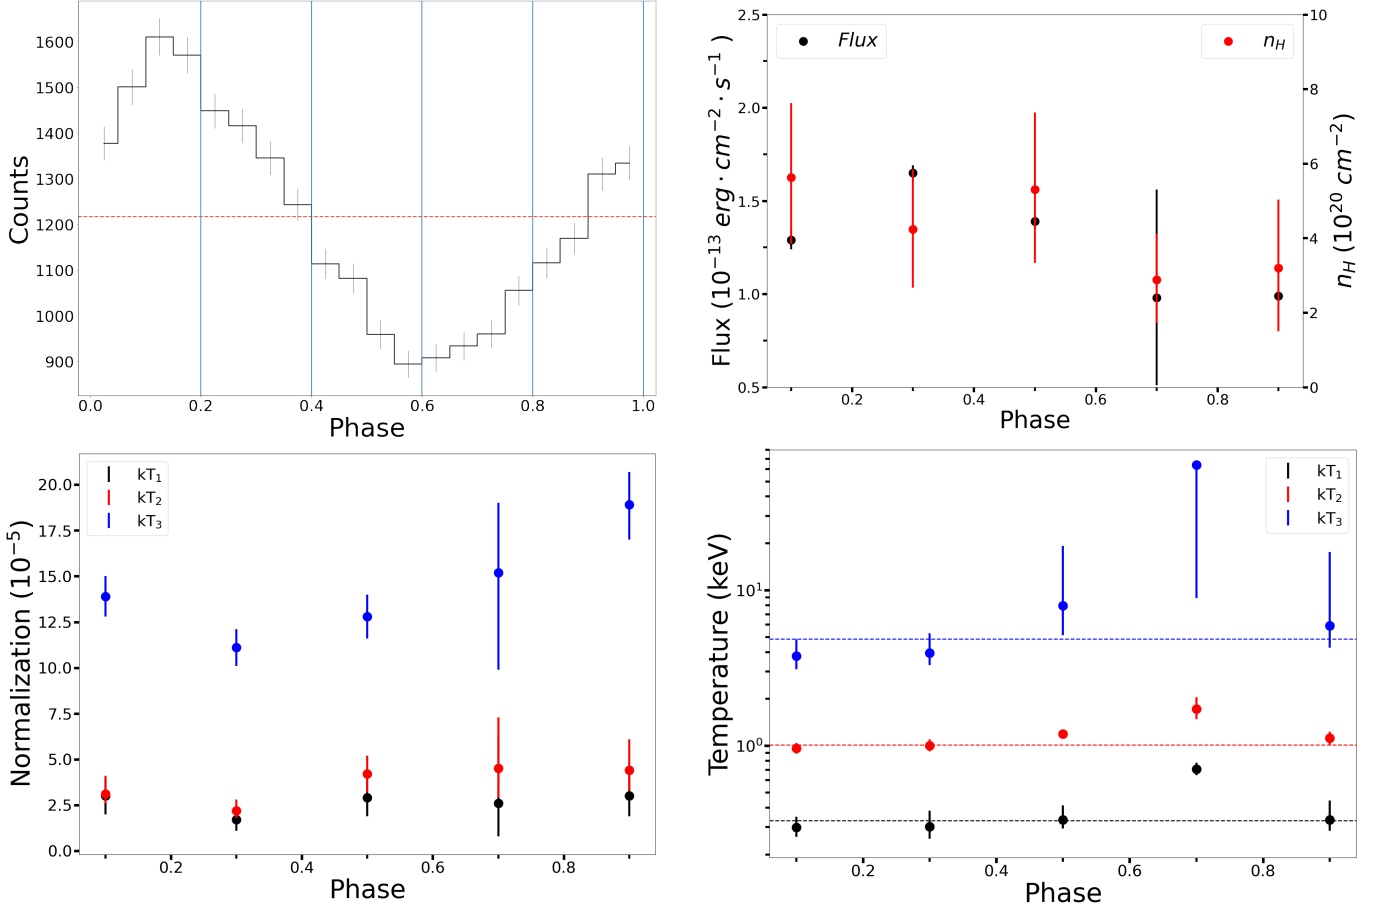 1600
1500
1400
1300
1200
1100
1000
900
Counts
0.0 0.2 0.4 0.6 0.8 1.0
Phase
2.5
2.0
1.5
1.0
0.5
Flux (10⁻¹³ erg · cm⁻² · s⁻¹ )
Flux
n_H
10
8
6
4
2
0
n_H (10²⁰ cm⁻²)
0.2 0.4 0.6 0.8
Phase
kT₁
kT₂
kT₃
20.0
17.5
15.0
12.5
10.0
7.5
5.0
2.5
0.0
Normalization (10⁻⁵)
0.2 0.4 0.6 0.8
Phase
kT₁
kT₂
kT₃
10¹
10⁰
Temperature (keV)
0.2 0.4 0.6 0.8
Phase